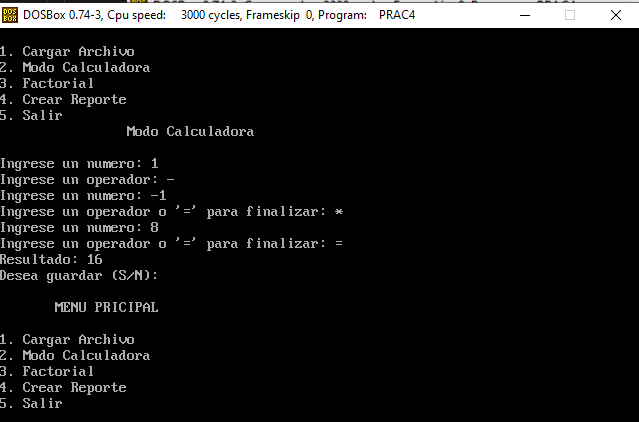 DOSBox 0.74-3, Cpu speed: 3000 cycles, Frameskip 0, Program: PRAC4
1. Cargar Archivo
2. Modo Calculadora
3. Factorial
4. Crear Reporte
5. Salir
Modo Calculadora
Ingrese un numero: 1
Ingrese un operador: -
Ingrese un numero: -1
Ingrese un operador o '=' para finalizar: *
Ingrese un numero: 8
Ingrese un operador o '=' para finalizar: =
Resultado: 16
Desea guardar (S/N):
MENU PRICIPAL
1. Cargar Archivo
2. Modo Calculadora
3. Factorial
4. Crear Reporte
5. Salir